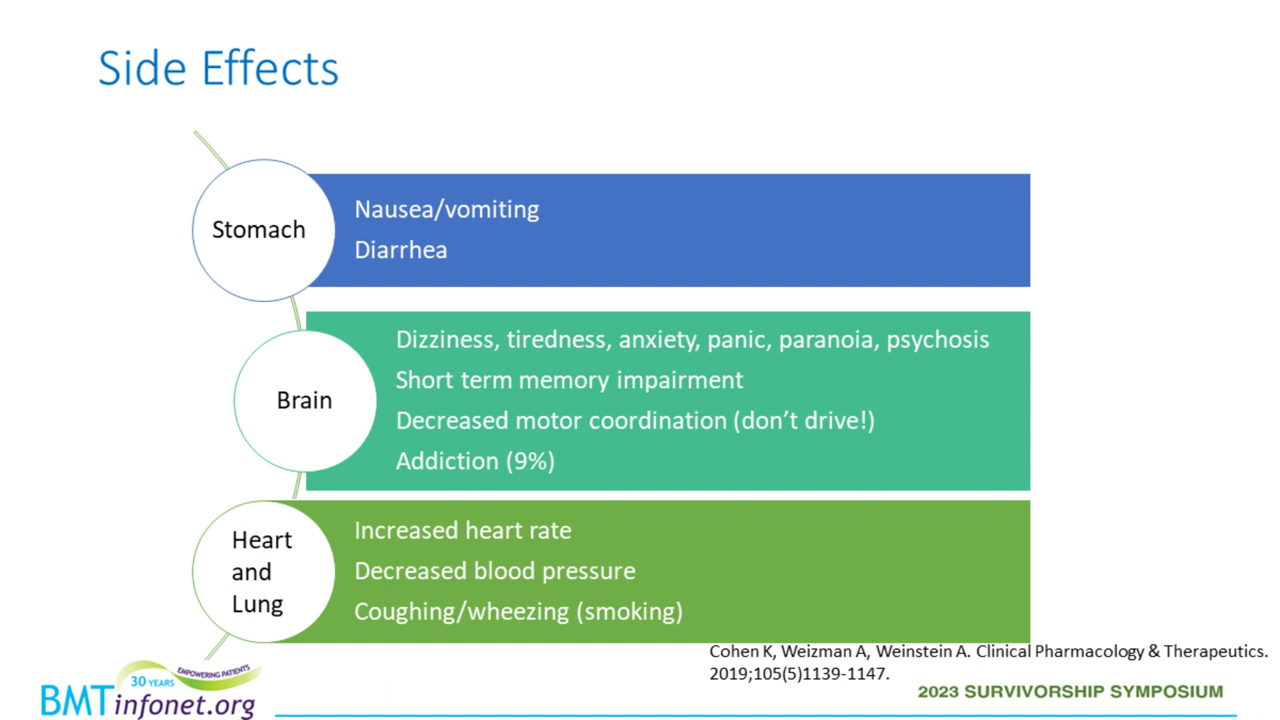 Side Effects
Stomach
Nausea/vomiting
Diarrhea
Brain
Dizziness, tiredness, anxiety, panic, paranoia, psychosis
Short term memory impairment
Decreased motor coordination (don’t drive!)
Addiction (9%)
Heart
and
Lung
Increased heart rate
Decreased blood pressure
Coughing/wheezing (smoking)
Cohen K, Weizman A, Weinstein A. Clinical Pharmacology & Therapeutics.
2019;105(5)1139-1147.
30 YEARS
EMPOWERING PATIENTS
BMTinfonet.org
2023 SURVIVORSHIP SYMPOSIUM